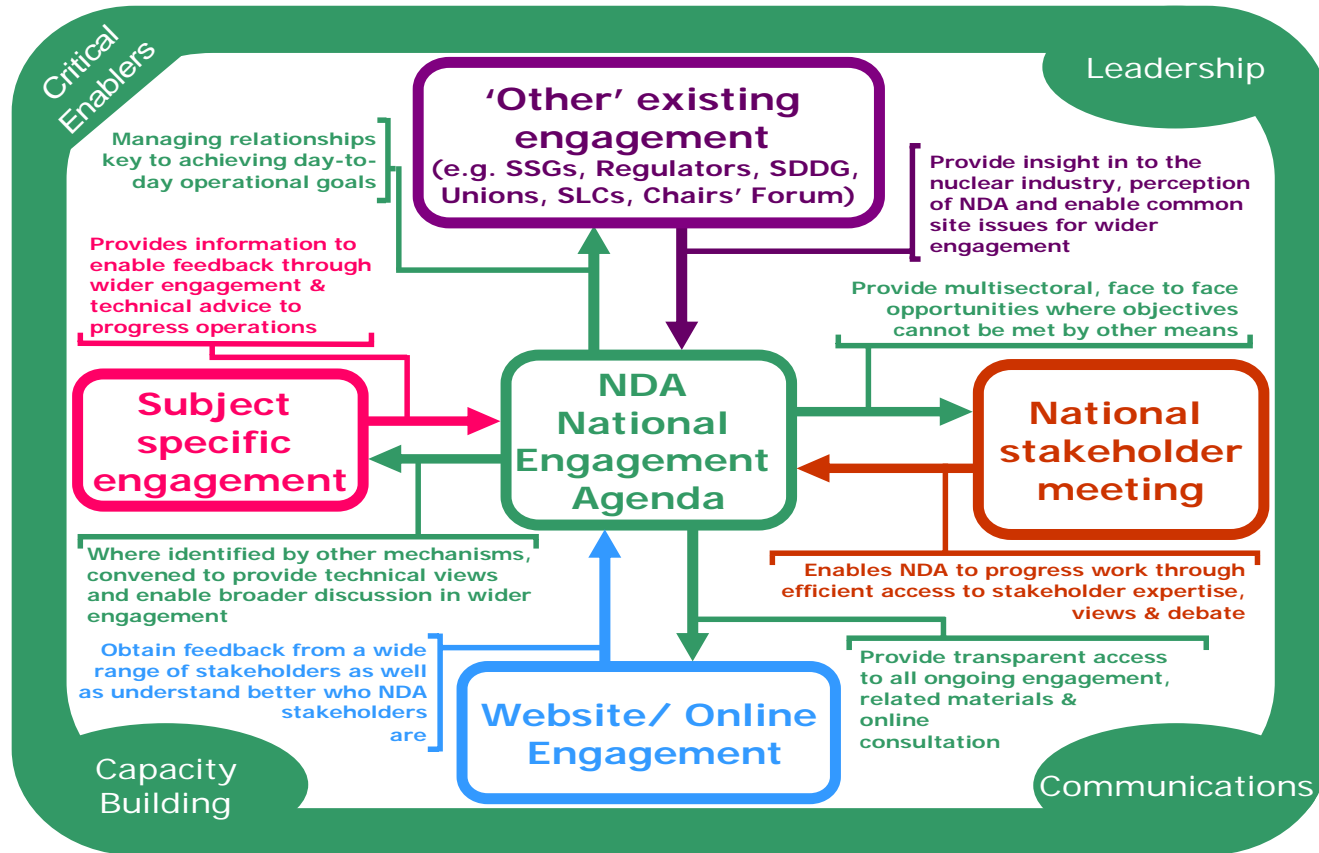 Critical
Enablers
Leadership
‘Other’ existing
engagement
(e.g. SSGs, Regulators, SDDG,
Unions, SLCs, Chairs’ Forum)
Managing relationships
key to achieving day-to-
day operational goals
Provide insight in to the
nuclear industry, perception
of NDA and enable common
site issues for wider
engagement
Provides information to
enable feedback through
wider engagement &
technical advice to
progress operations
Provide multisectoral, face to face
opportunities where objectives
cannot be met by other means
Subject
specific
engagement
NDA
National
Engagement
Agenda
National
stakeholder
meeting
Where identified by other mechanisms,
convened to provide technical views
and enable broader discussion in wider
engagement
Enables NDA to progress work through
efficient access to stakeholder expertise,
views & debate
Obtain feedback from a wide
range of stakeholders as well
as understand better who NDA
stakeholders
are
Provide transparent access
to all ongoing engagement,
related materials &
online
consultation
Website/ Online
Engagement
Capacity
Building
Communications